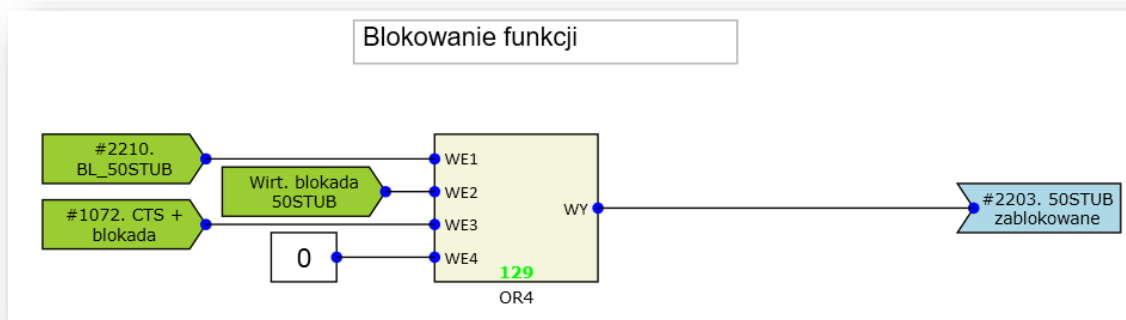 Blokowanie funkcji
#2210.
BL_50STUB
Wirt. blokada
50STUB
#1072. CTS +
blokada
0
WE1
WE2
WE3
WE4
WY
129
OR4
#2203. 50STUB
zablokowane